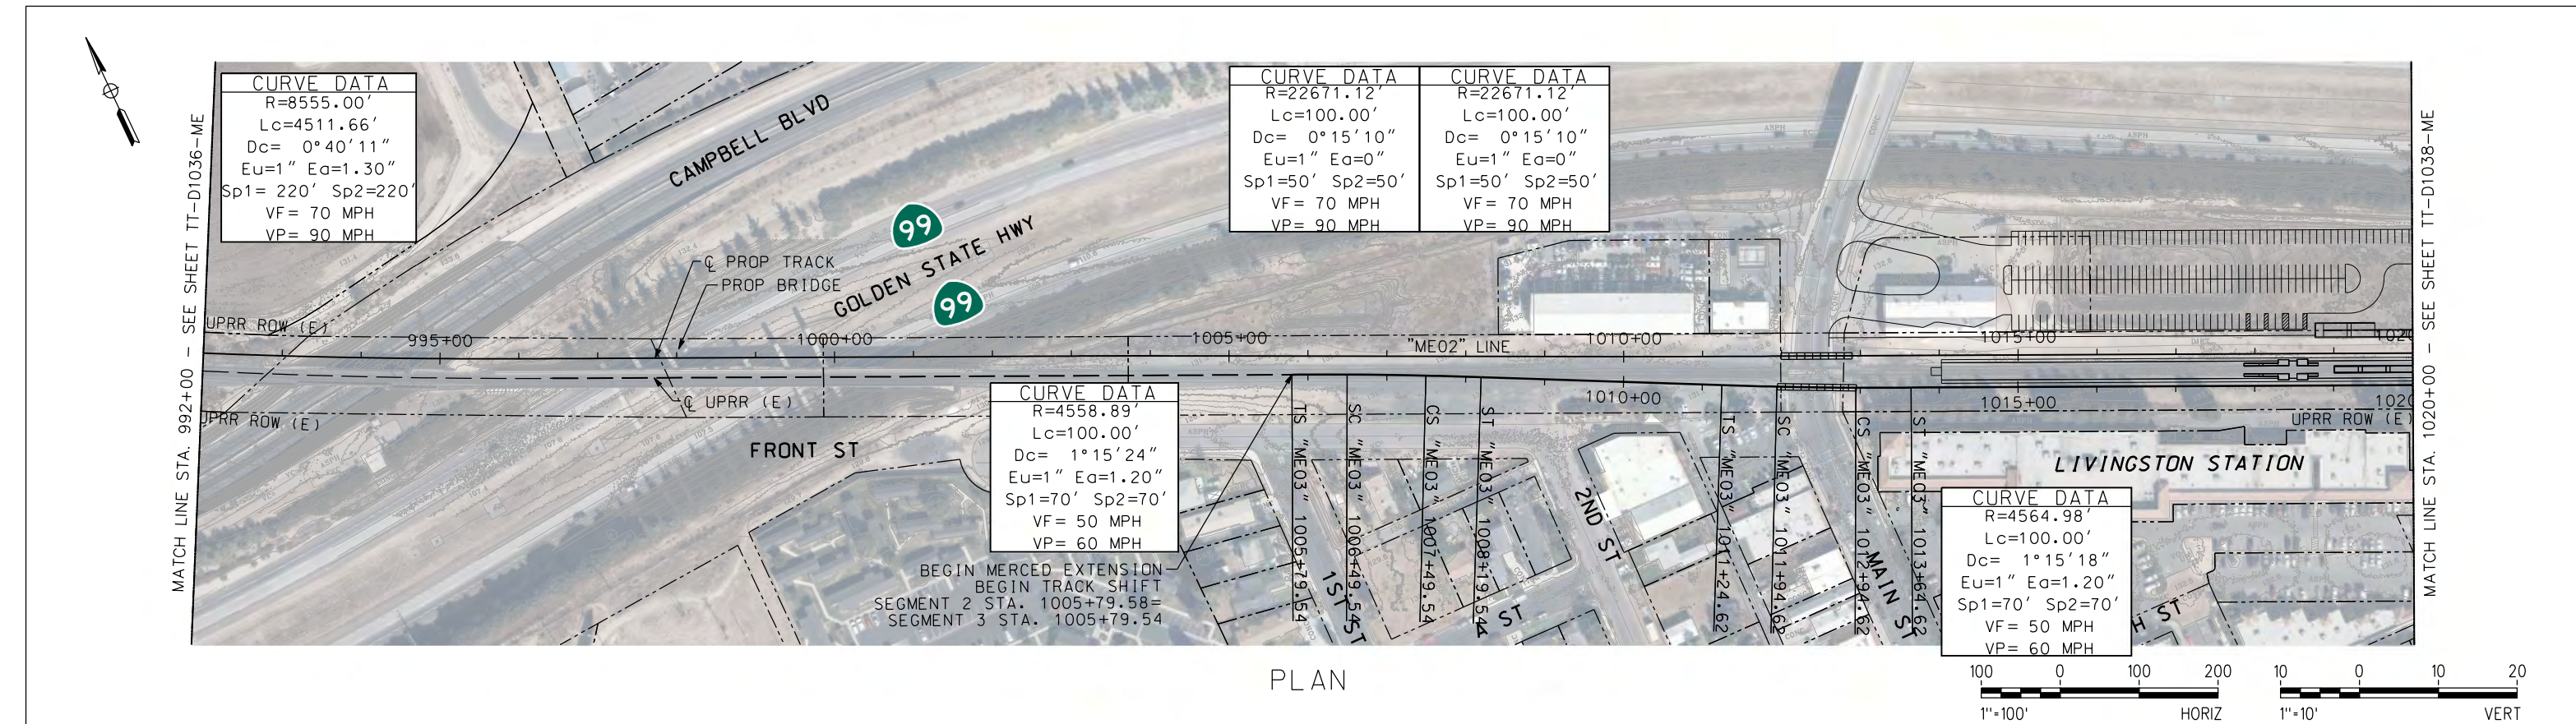 CURVE DATA
R=8555.00'
Lc=4511.66'
Dc= 0°40'11"
Eu=1" Ea=1.30"
Sp1= 220' Sp2=220'
VF= 70 MPH
VP= 90 MPH
CURVE DATA
R=22671.12'
Lc=100.00'
Dc= 0°15'10"
Eu=1" Ea=0"
Sp1=50' Sp2=50'
VF= 70 MPH
VP= 90 MPH
CURVE DATA
R=22671.12'
Lc=100.00'
Dc= 0°15'10"
Eu=1" Ea=0"
Sp1=50' Sp2=50'
VF= 70 MPH
VP= 90 MPH
MATCH LINE STA. 992+00 - SEE SHEET TT-D1036-ME
MATCH LINE STA. 1020+00 - SEE SHEET TT-D1038-ME
CAMPBELL BLVD
99
GOLDEN STATE HWY
99
℄ PROP TRACK
PROP BRIDGE
UPRR ROW (E)
995+00
1000+00
1005+00
"ME02" LINE
1010+00
1015+00
1020
℄ UPRR (E)
UPRR ROW (E)
1010+00
1015+00
1020
UPRR ROW (E)
FRONT ST
CURVE DATA
R=4558.89'
Lc=100.00'
Dc= 1°15'24"
Eu=1" Ea=1.20"
Sp1=70' Sp2=70'
VF= 50 MPH
VP= 60 MPH
BEGIN MERCED EXTENSION
BEGIN TRACK SHIFT
SEGMENT 2 STA. 1005+79.58=
SEGMENT 3 STA. 1005+79.54
TS "ME03" 1005+79.54
SC "ME03" 1006+49.54
CS "ME03" 1007+49.54
ST "ME03" 1008+19.54
TS "ME03" 1011+24.62
SC "ME03" 1011+94.62
CS "ME03" 1012+94.62
ST "ME03" 1013+64.62
1ST ST
ST
2ND ST
MAIN ST
LIVINGSTON STATION
CURVE DATA
R=4564.98'
Lc=100.00'
Dc= 1°15'18"
Eu=1" Ea=1.20"
Sp1=70' Sp2=70'
VF= 50 MPH
VP= 60 MPH
H ST
PLAN
100 0 100 200
1"=100' HORIZ
10 0 10 20
1"=10' VERT